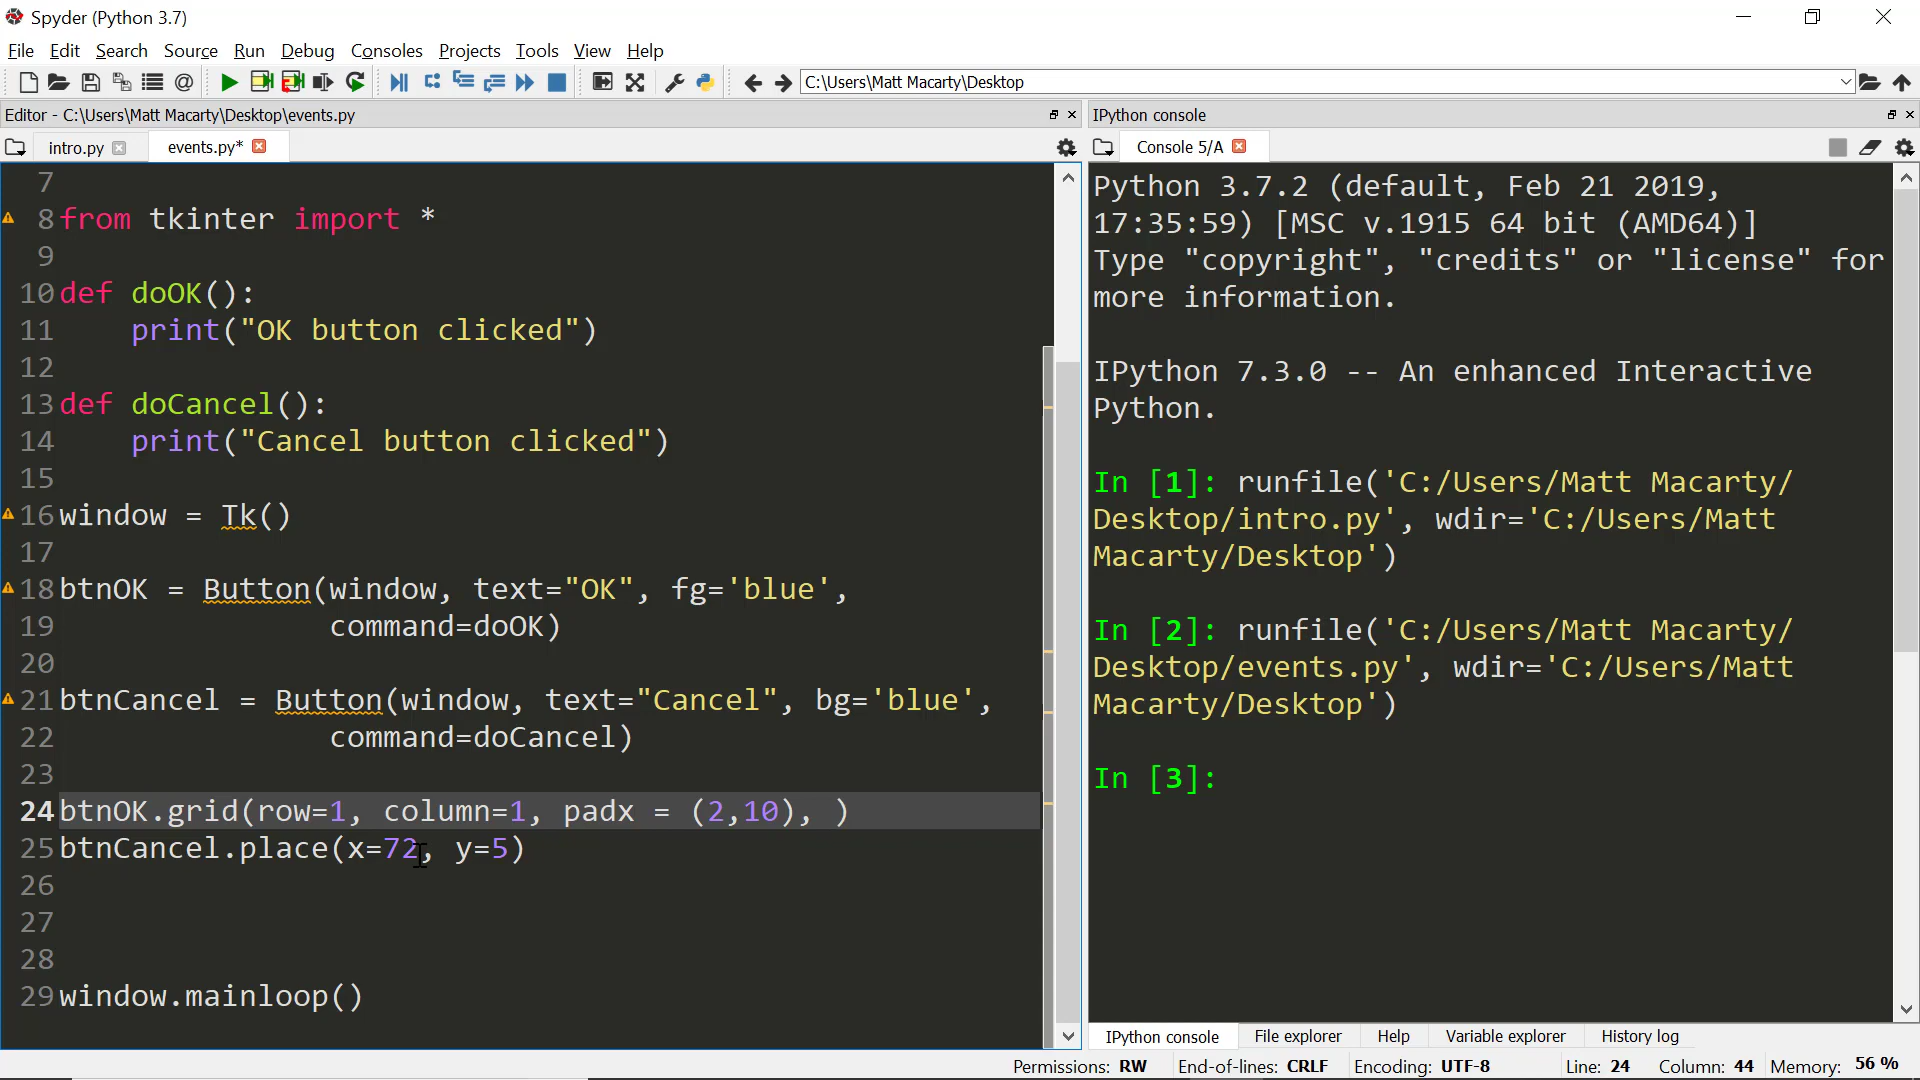 Spyder (Python 3.7)
File Edit Search Source Run Debug Consoles Projects Tools View Help
C:\Users\Matt Macarty\Desktop
Editor - C:\Users\Matt Macarty\Desktop\events.py
intro.py events.py*
7
8 from tkinter import *
9
10 def doOK():
11     print("OK button clicked")
12
13 def doCancel():
14     print("Cancel button clicked")
15
16 window = Tk()
17
18 btnOK = Button(window, text="OK", fg='blue',
19                command=doOK)
20
21 btnCancel = Button(window, text="Cancel", bg='blue',
22                command=doCancel)
23
24 btnOK.grid(row=1, column=1, padx = (2,10), )
25 btnCancel.place(x=72, y=5)
26
27
28
29 window.mainloop()
IPython console
Console 5/A
Python 3.7.2 (default, Feb 21 2019,
17:35:59) [MSC v.1915 64 bit (AMD64)]
Type "copyright", "credits" or "license" for
more information.
IPython 7.3.0 -- An enhanced Interactive
Python.
In [1]: runfile('C:/Users/Matt Macarty/
Desktop/intro.py', wdir='C:/Users/Matt
Macarty/Desktop')
In [2]: runfile('C:/Users/Matt Macarty/
Desktop/events.py', wdir='C:/Users/Matt
Macarty/Desktop')
In [3]:
IPython console File explorer Help Variable explorer History log
Permissions: RW End-of-lines: CRLF Encoding: UTF-8 Line: 24 Column: 44 Memory: 56 %